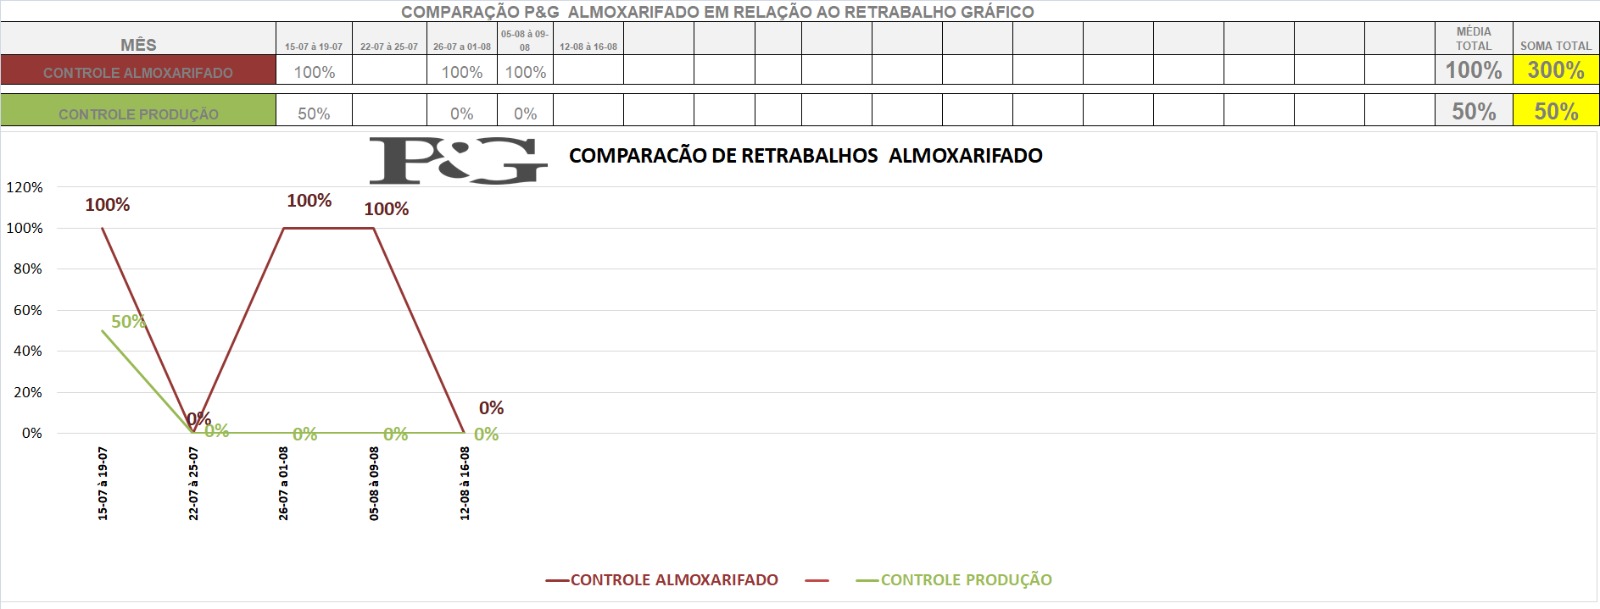 COMPARAÇÃO P&G  ALMOXARIFADO EM RELAÇÃO AO RETRABALHO GRÁFICO
MÊS 15-07 à 19-07 22-07 à 25-07 26-07 a 01-08 05-08 à 09-08 12-08 à 16-08 MÉDIA TOTAL SOMA TOTAL
CONTROLE ALMOXARIFADO 100% 100% 100% 100% 300%
CONTROLE PRODUÇÃO 50% 0% 0% 50% 50%
P&G COMPARACÃO DE RETRABALHOS  ALMOXARIFADO
120%
100%
80%
60%
40%
20%
0%
100%
0%
100%
100%
0%
50%
0%
0%
0%
0%
15-07 à 19-07
22-07 à 25-07
26-07 a 01-08
05-08 à 09-08
12-08 à 16-08
CONTROLE ALMOXARIFADO
CONTROLE PRODUÇÃO